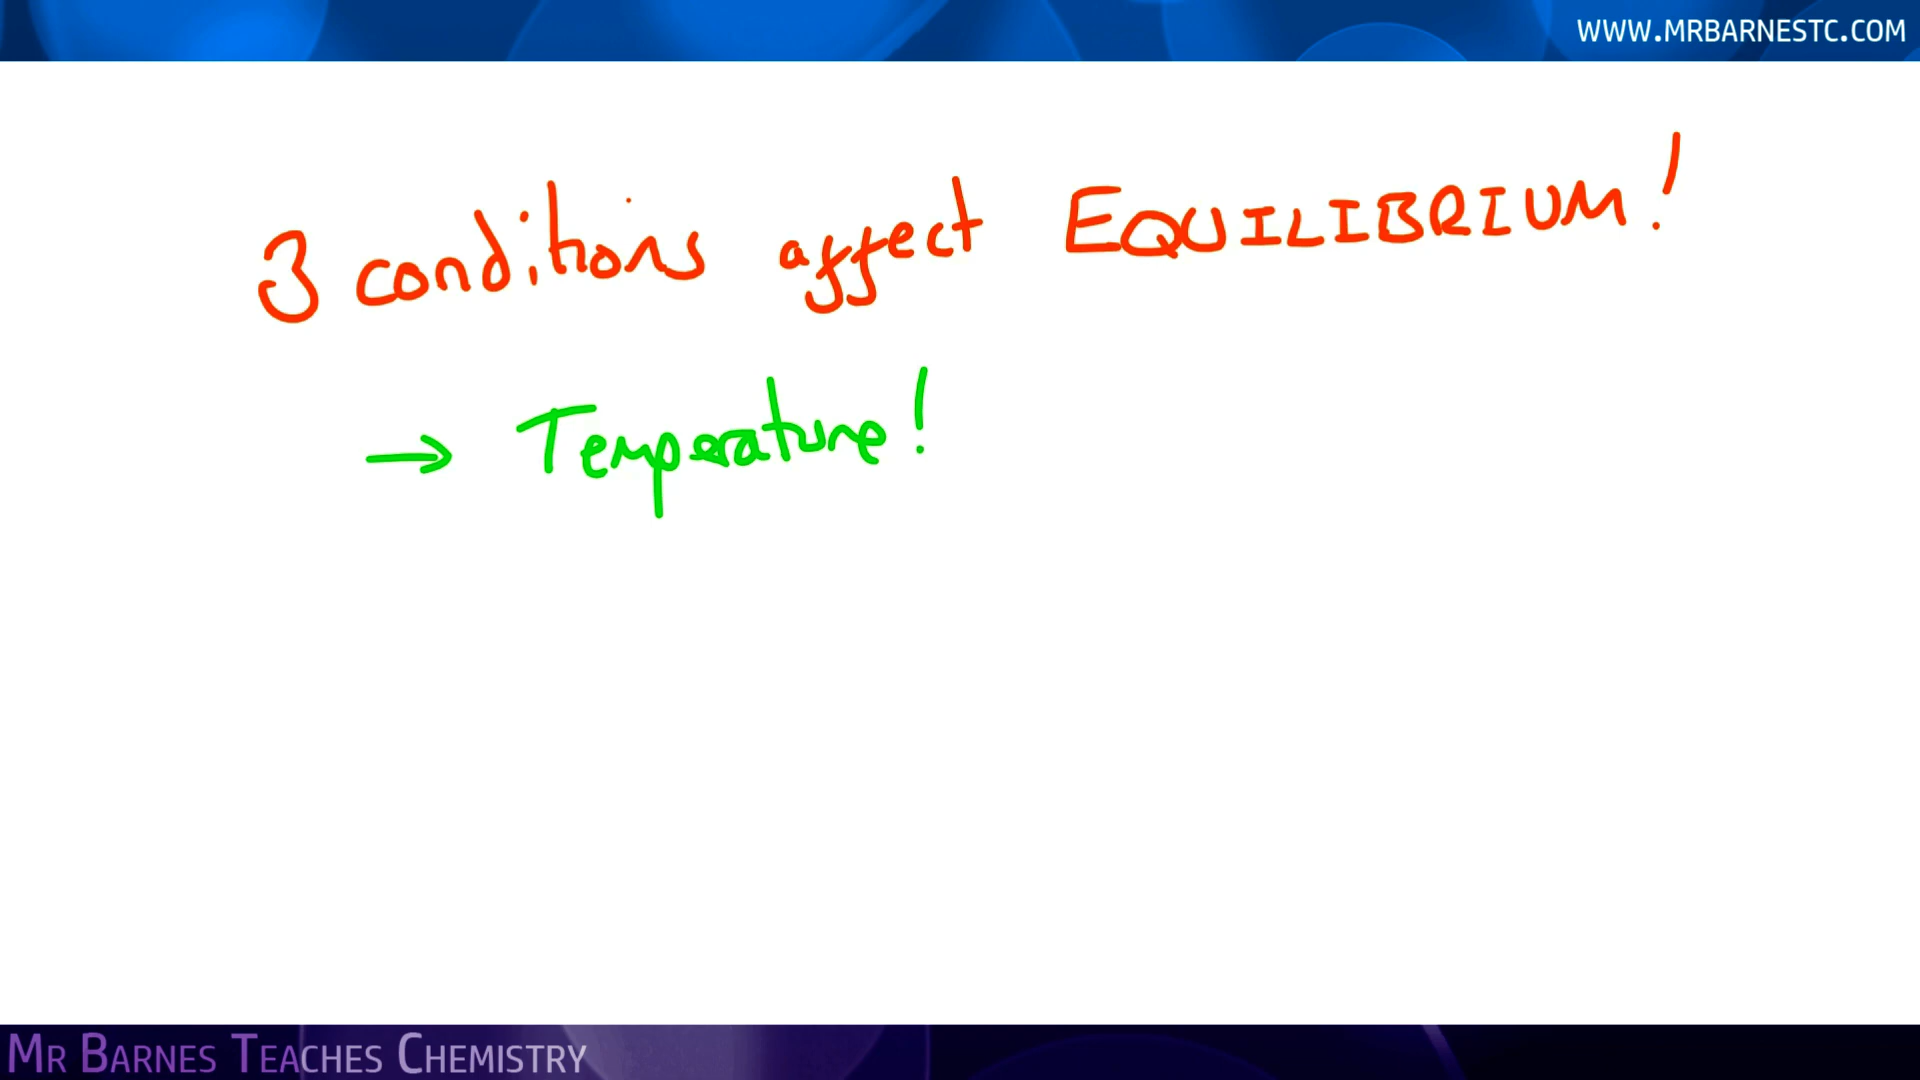 WWW.MRBARNESTC.COM
3 conditions affect EQUILIBRIUM!
→ Temperature!
MR BARNES TEACHES CHEMISTRY